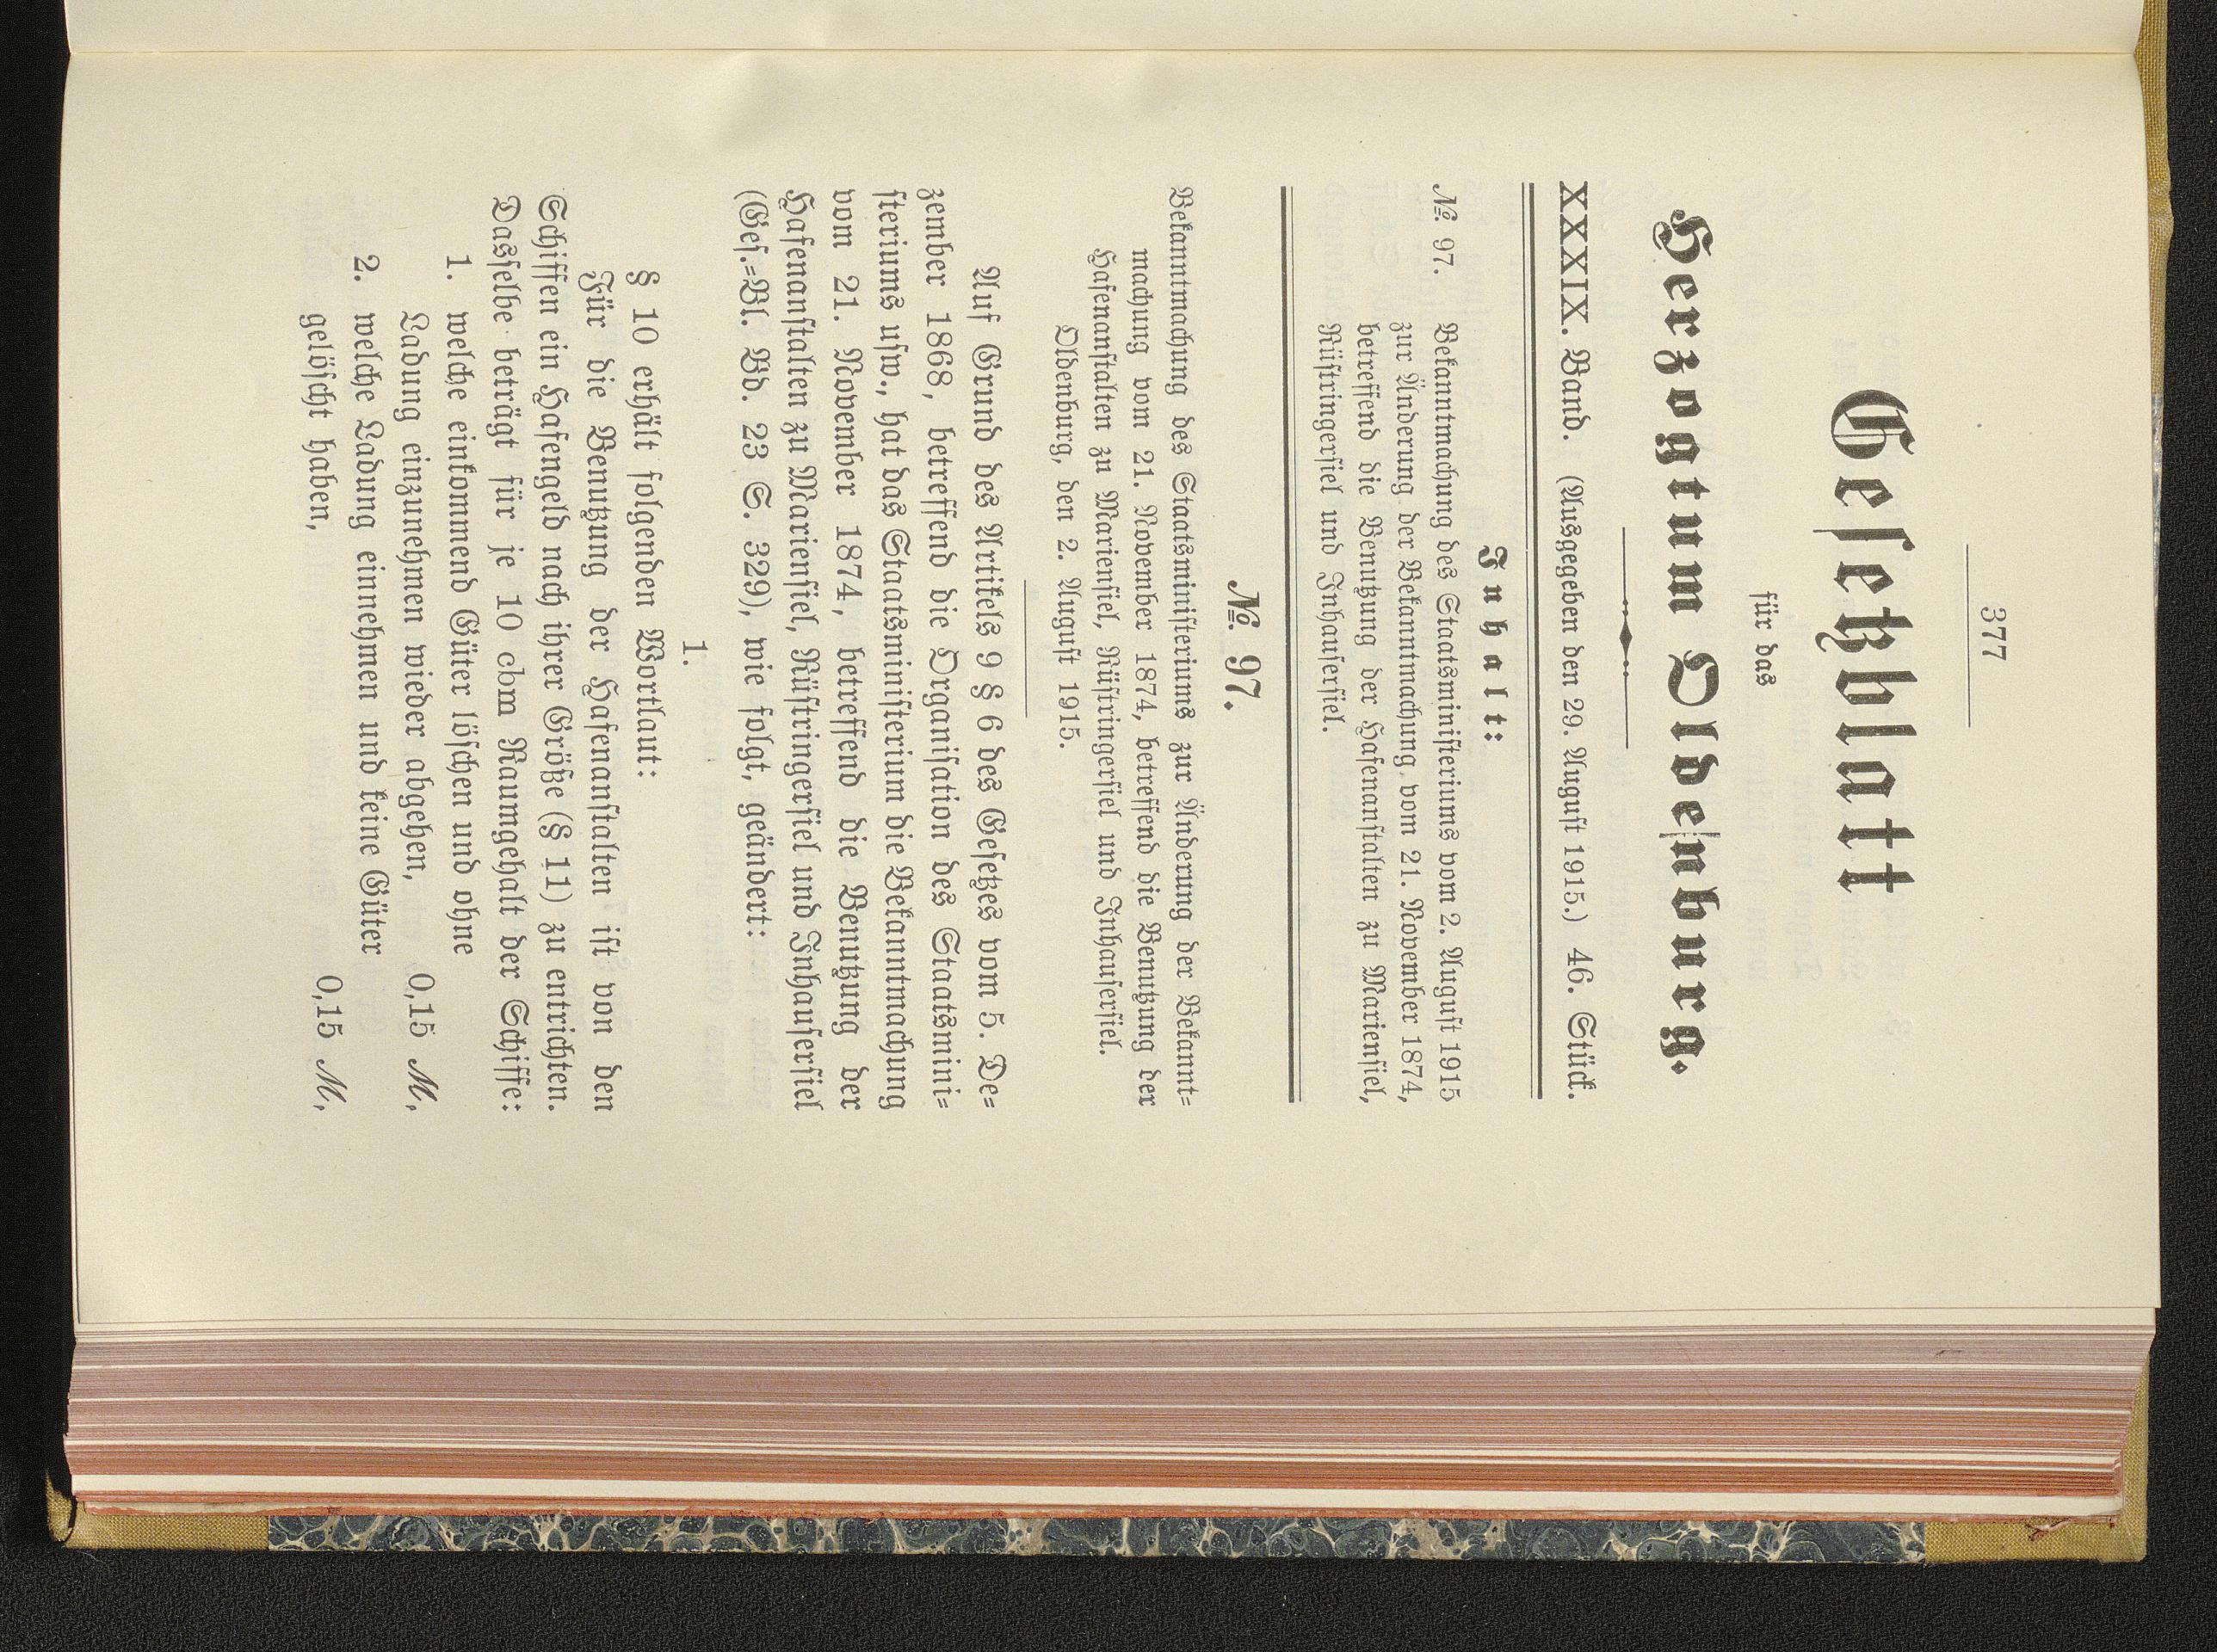 377
Gesetzblatt
für das
Herzogtum Oldenburg.
XXXIX. Band. (Ausgegeben den 29. August 1915.) 46. Stück.
Inhalt:
№. 97. Bekanntmachung des Staatsministeriums vom 2. August 1915
zur Änderung der Bekanntmachung vom 21. November 1874,
betreffend die Benutzung der Hafenanstalten zu Mariensiel,
Rüstringersiel und Inhausersiel.
№. 97.
Bekanntmachung des Staatsministeriums zur Änderung der Bekannt=
machung vom 21. November 1874, betreffend die Benutzung der
Hafenanstalten zu Mariensiel, Rüstringersiel und Inhausersiel.
Oldenburg, den 2. August 1915.
Auf Grund des Artikels 9 § 6 des Gesetzes vom 5. De=
zember 1868, betreffend die Organisation des Staatsmini=
steriums usw., hat das Staatsministerium die Bekanntmachung
vom 21. November 1874, betreffend die Benutzung der
Hafenanstalten zu Mariensiel, Rüstringersiel und Inhausersiel
(Ges.=Bl. Bd. 23 S. 329), wie folgt, geändert:
1.
§ 10 erhält folgenden Wortlaut:
Für die Benutzung der Hafenanstalten ist von den
Schiffen ein Hafengeld nach ihrer Größe (§ 11) zu entrichten.
Dasselbe beträgt für je 10 cbm Raumgehalt der Schiffe:
1. welche einkommend Güter löschen und ohne
Ladung einzunehmen wieder abgehen, 0,15 M,
2. welche Ladung einnehmen und keine Güter
gelöscht haben, 0,15 M,